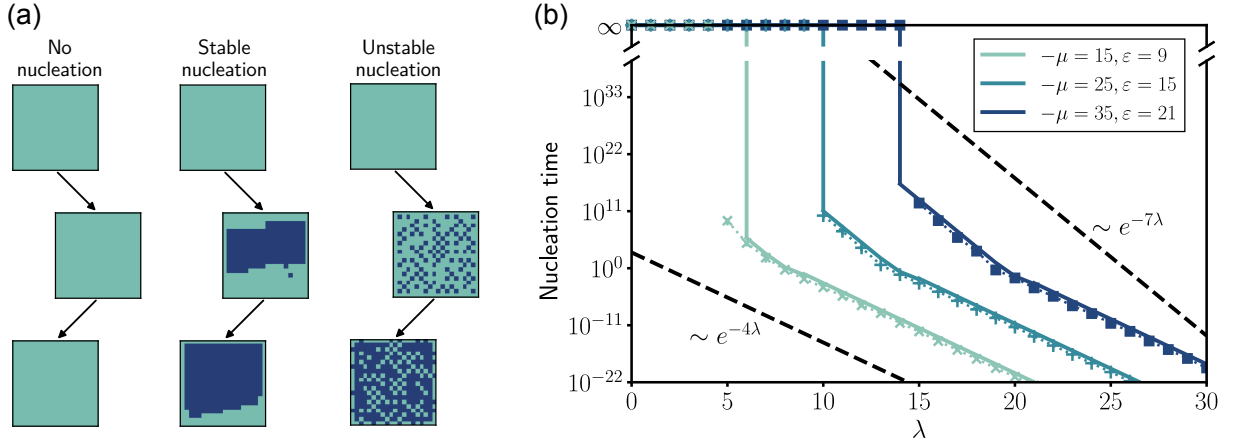 (a)
No
nucleation
Stable
nucleation
Unstable
nucleation
(b)
Nucleation time
∞
10^33
10^22
10^11
10^0
10^-11
10^-22
−μ = 15, ε = 9
−μ = 25, ε = 15
−μ = 35, ε = 21
∼ e^−7λ
∼ e^−4λ
0 5 10 15 20 25 30
λ